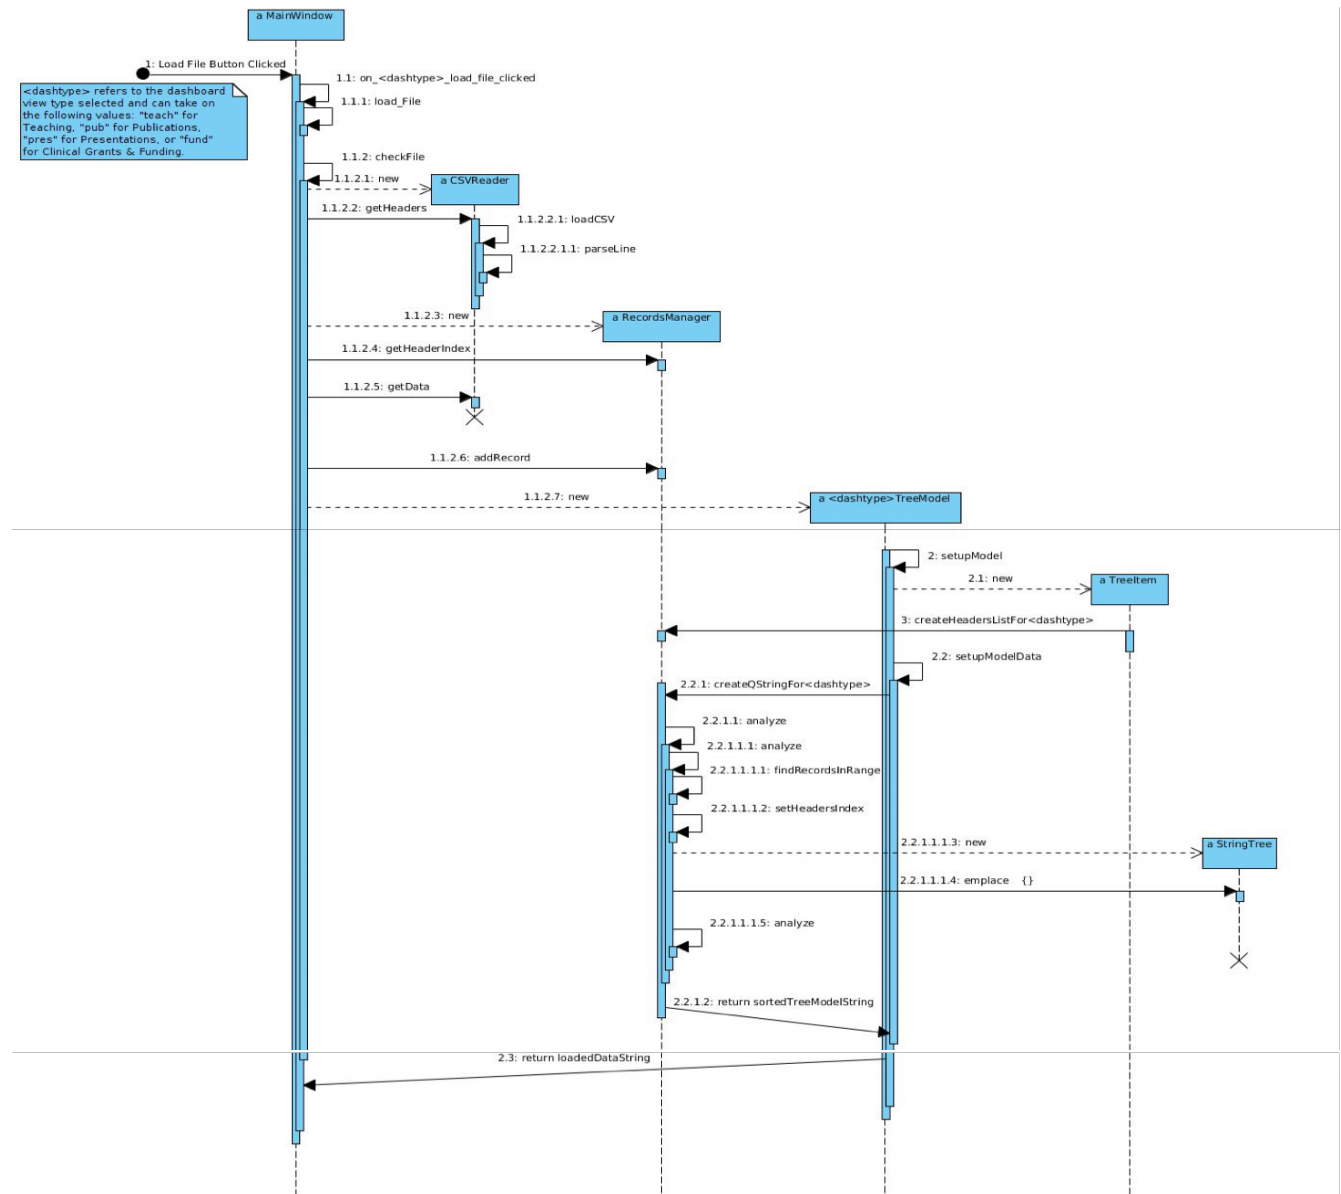 a MainWindow
1: Load File Button Clicked
1.1: on_<dashtype>_load_file_clicked
<dashtype> refers to the dashboard
view type selected and can take on
the following values: "teach" for
Teaching, "pub" for Publications,
"pres" for Presentations, or "fund"
for Clinical Grants & Funding.
1.1.1: load_File
1.1.2: checkFile
1.1.2.1: new
a CSVReader
1.1.2.2: getHeaders
1.1.2.2.1: loadCSV
1.1.2.2.1.1: parseLine
1.1.2.3: new
a RecordsManager
1.1.2.4: getHeaderIndex
1.1.2.5: getData
1.1.2.6: addRecord
1.1.2.7: new
a <dashtype>TreeModel
2: setupModel
2.1: new
a TreeItem
3: createHeadersListFor<dashtype>
2.2: setupModelData
2.2.1: createQStringFor<dashtype>
2.2.1.1: analyze
2.2.1.1.1: analyze
2.2.1.1.1.1: findRecordsInRange
2.2.1.1.1.2: setHeadersIndex
2.2.1.1.1.3: new
a StringTree
2.2.1.1.1.4: emplace {}
2.2.1.1.1.5: analyze
2.2.1.2: return sortedTreeModelString
2.3: return loadedDataString